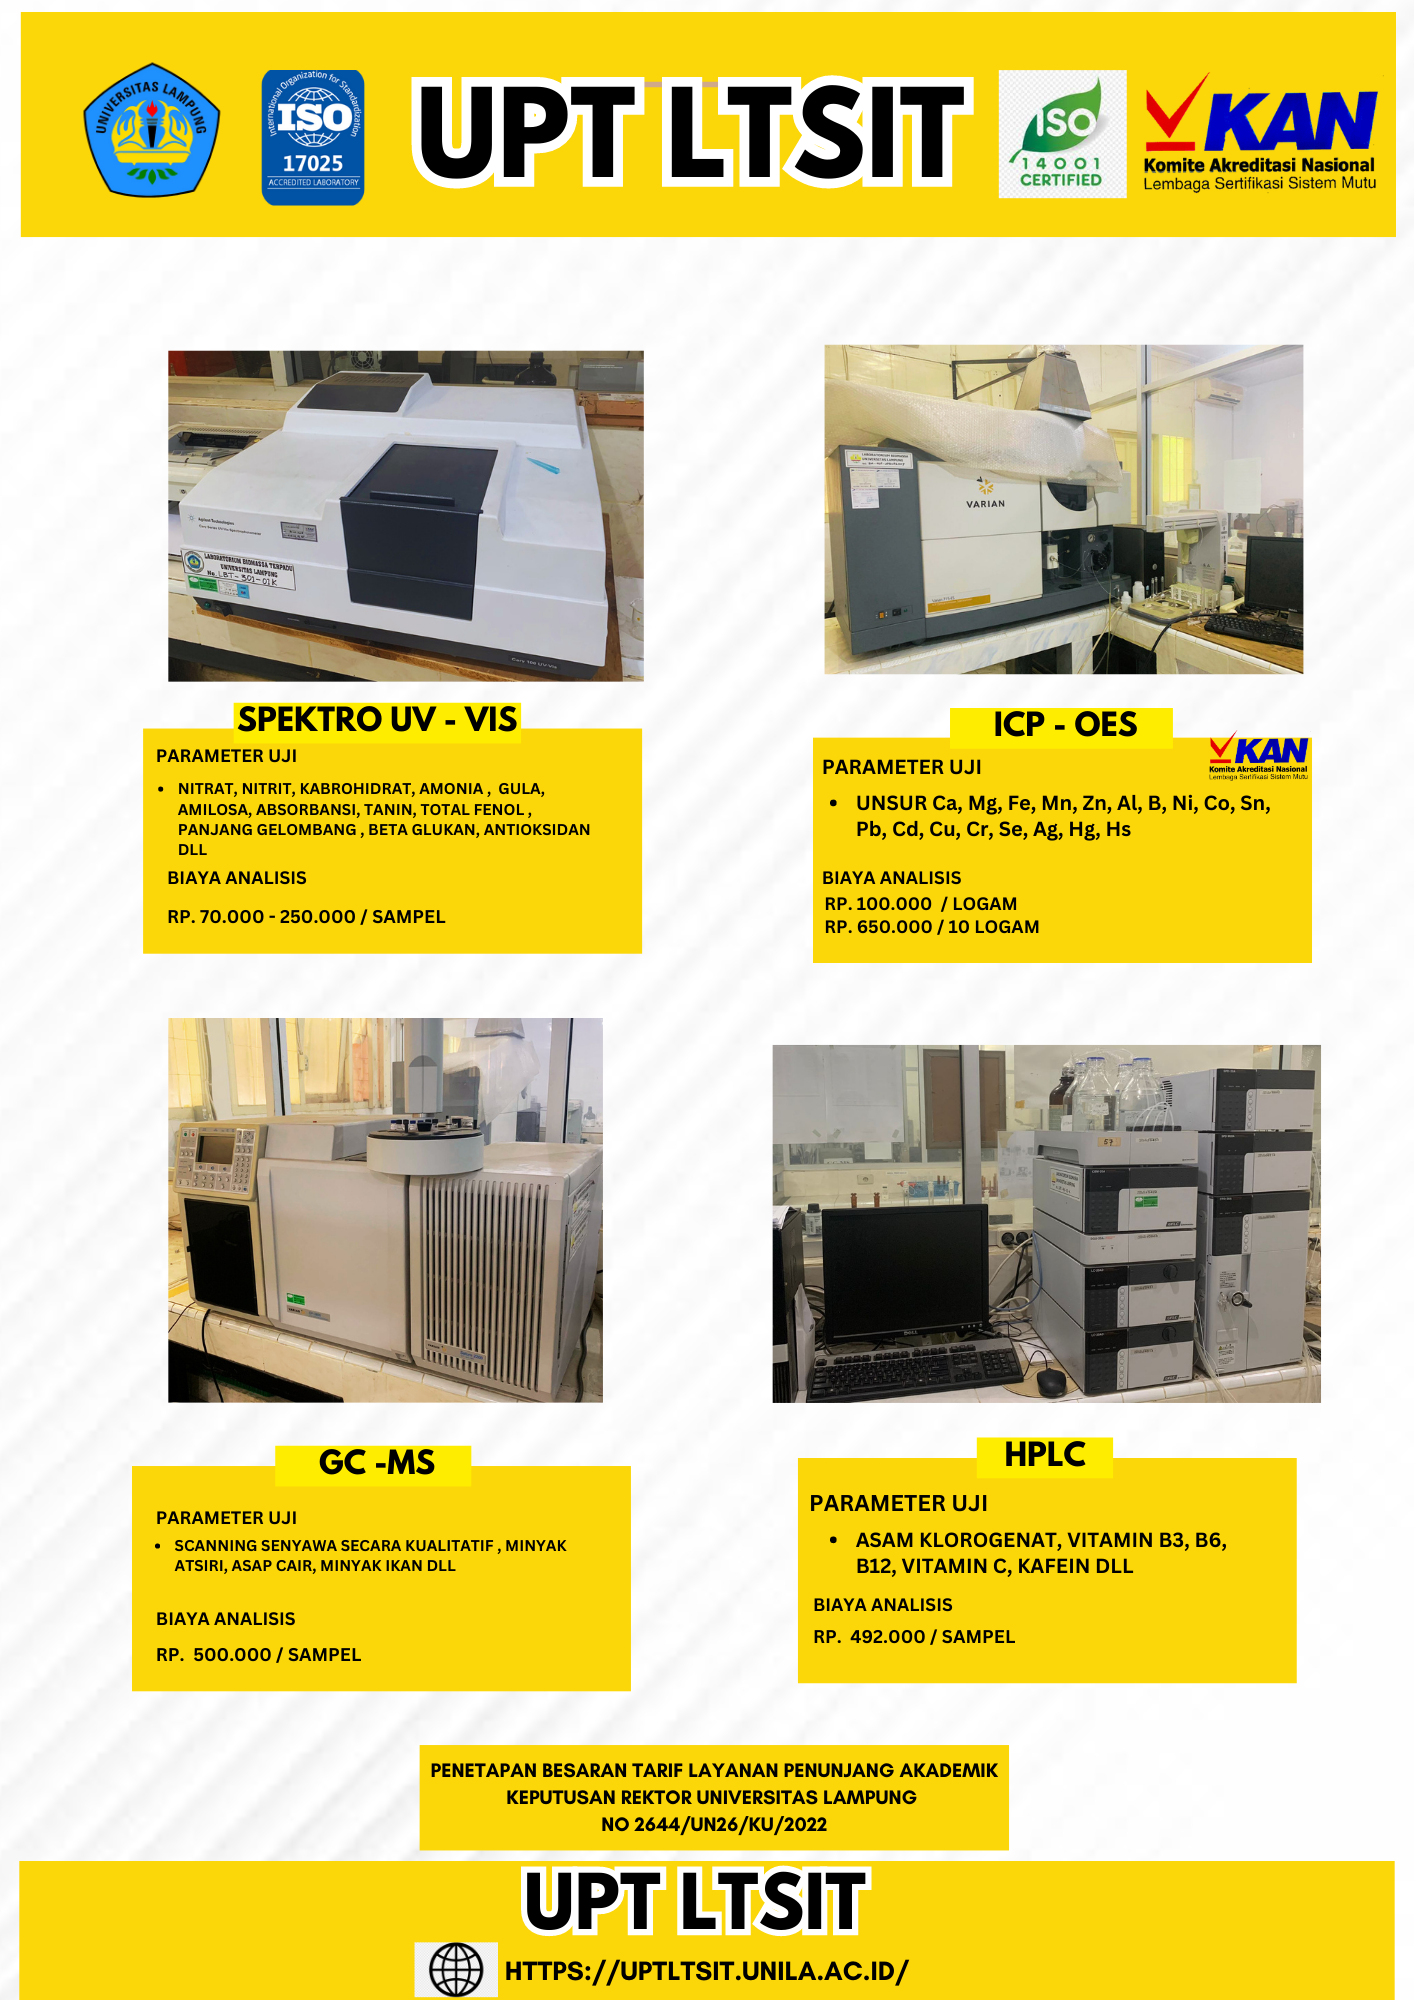 UNIVERSITAS LAMPUNG
International Organization for Standardization
ISO
17025
ACCREDITED LABORATORY
UPT LTSIT
ISO
14001
CERTIFIED
KAN
Komite Akreditasi Nasional
Lembaga Sertifikasi Sistem Mutu
Agilent Technologies
LABORATORIUM BIOMASSA TERPADU
UNIVERSITAS LAMPUNG
No. LBT-301-01K
Cary 100 UV-Vis
VARIAN
SPEKTRO UV - VIS
PARAMETER UJI
• NITRAT, NITRIT, KABROHIDRAT, AMONIA , GULA,
AMILOSA, ABSORBANSI, TANIN, TOTAL FENOL ,
PANJANG GELOMBANG , BETA GLUKAN, ANTIOKSIDAN
DLL
BIAYA ANALISIS
RP. 70.000 - 250.000 / SAMPEL
ICP - OES
KAN
Komite Akreditasi Nasional
Lembaga Sertifikasi Sistem Mutu
PARAMETER UJI
• UNSUR Ca, Mg, Fe, Mn, Zn, Al, B, Ni, Co, Sn,
Pb, Cd, Cu, Cr, Se, Ag, Hg, Hs
BIAYA ANALISIS
RP. 100.000 / LOGAM
RP. 650.000 / 10 LOGAM
57
DELL
GC -MS
PARAMETER UJI
• SCANNING SENYAWA SECARA KUALITATIF , MINYAK
ATSIRI, ASAP CAIR, MINYAK IKAN DLL
BIAYA ANALISIS
RP. 500.000 / SAMPEL
HPLC
PARAMETER UJI
• ASAM KLOROGENAT, VITAMIN B3, B6,
B12, VITAMIN C, KAFEIN DLL
BIAYA ANALISIS
RP. 492.000 / SAMPEL
PENETAPAN BESARAN TARIF LAYANAN PENUNJANG AKADEMIK
KEPUTUSAN REKTOR UNIVERSITAS LAMPUNG
NO 2644/UN26/KU/2022
UPT LTSIT
HTTPS://UPTLTSIT.UNILA.AC.ID/